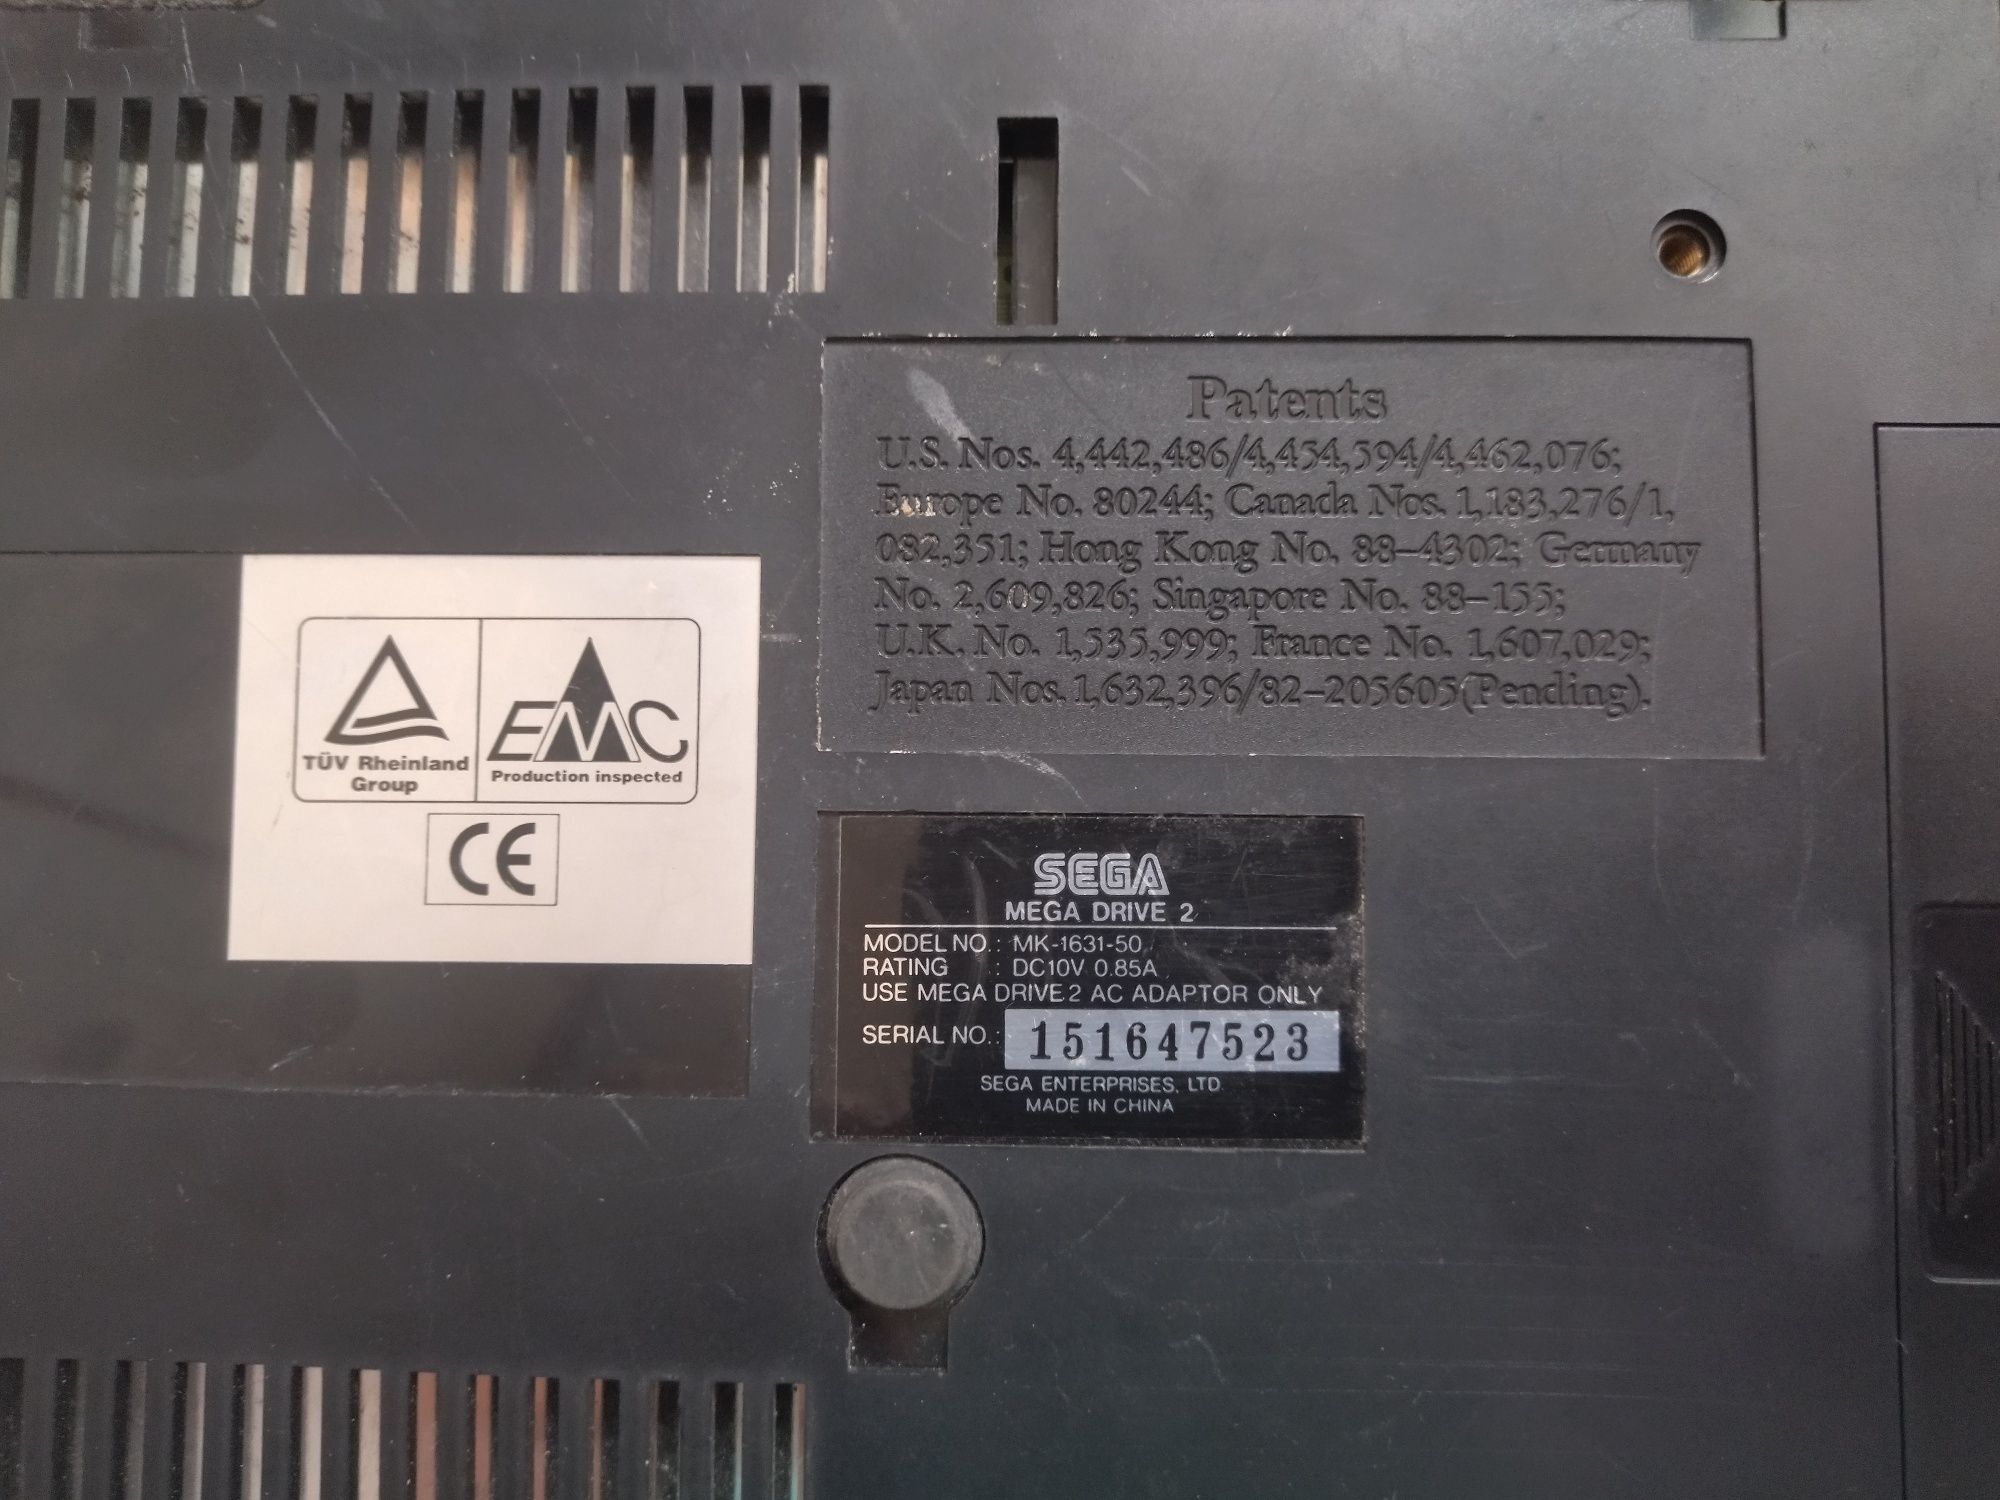 Patents
U.S. Nos. 4,442,486/4,454,594/4,462,076;
Europe No. 80244; Canada Nos. 1,183,276/1,
082,351; Hong Kong No. 88-4302; Germany
No. 2,609,826; Singapore No. 88-155;
U.K. No. 1,535,999; France No. 1,607,029;
Japan Nos. 1,632,396/82-205605(Pending).
TÜV Rheinland
Group
EMC
Production inspected
CE
SEGA
MEGA DRIVE 2
MODEL NO.: MK-1631-50
RATING : DC10V 0.85A
USE MEGA DRIVE 2 AC ADAPTOR ONLY
SERIAL NO.: 151647523
SEGA ENTERPRISES, LTD.
MADE IN CHINA